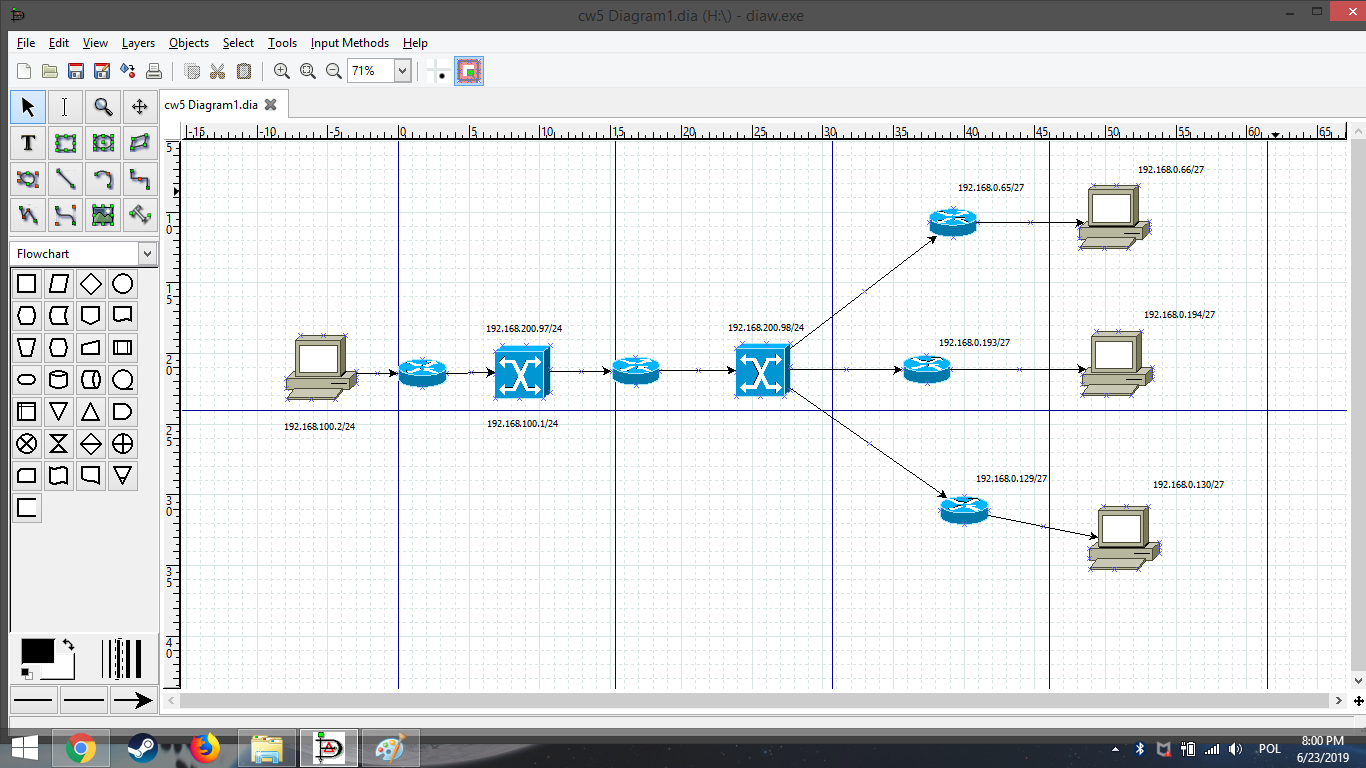 cw5 Diagram1.dia (H:\) - diaw.exe
File Edit View Layers Objects Select Tools Input Methods Help
71%
cw5 Diagram1.dia
-15 -10 -5 0 5 10 15 20 25 30 35 40 45 50 55 60 65
5
10
15
20
25
30
35
40
T
Flowchart
192.168.0.66/27
192.168.0.65/27
192.168.0.194/27
192.168.200.97/24
192.168.200.98/24
192.168.0.193/27
192.168.100.2/24
192.168.100.1/24
192.168.0.129/27
192.168.0.130/27
POL
8:00 PM
6/23/2019